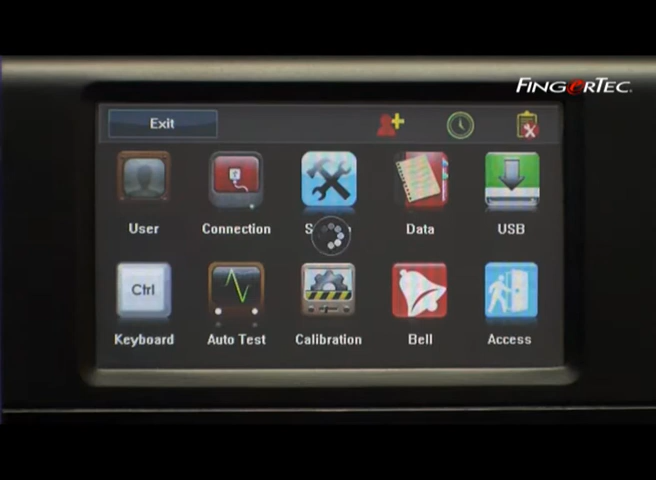 FINGERTEC
Exit
User
Connection
Data
USB
Ctrl
Keyboard
Auto Test
Calibration
Bell
Access